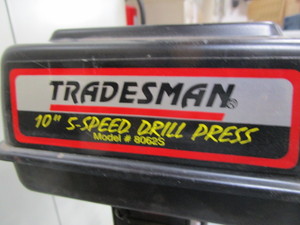 TRADESMAN®
10" 5-SPEED DRILL PRESS
Model # 8062S